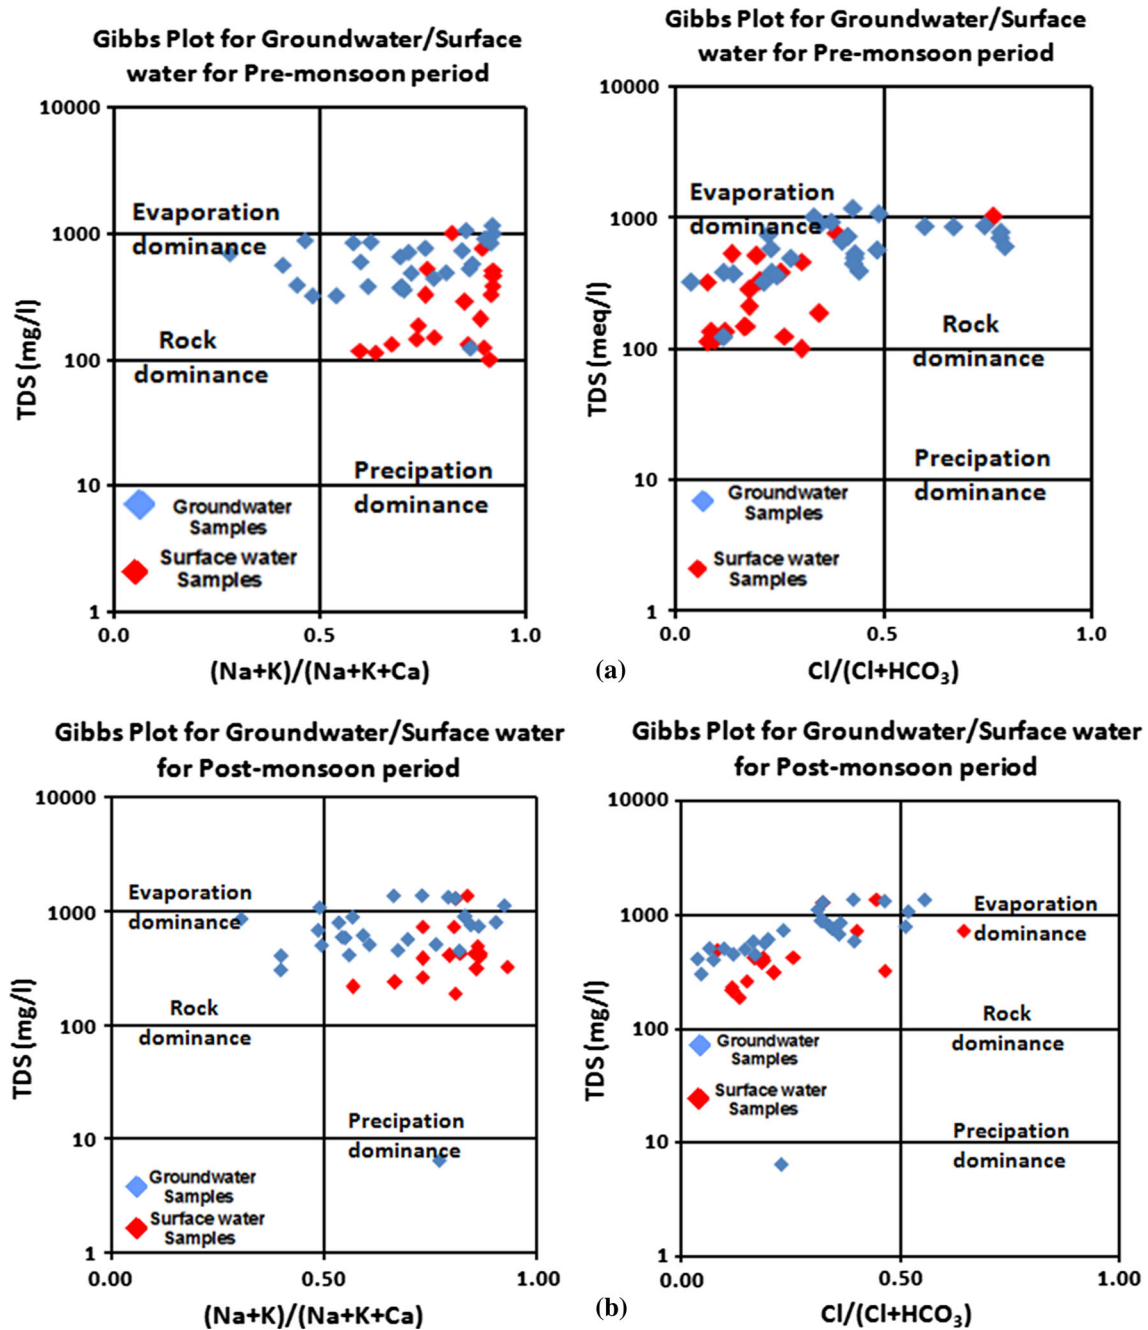 Gibbs Plot for Groundwater/Surface
water for Pre-monsoon period
10000
1000
100
10
1
TDS (mg/l)
Evaporation
dominance
Rock
dominance
Precipation
dominance
Groundwater
Samples
Surface water
Samples
0.0
0.5
1.0
(Na+K)/(Na+K+Ca)
Gibbs Plot for Groundwater/Surface
water for Pre-monsoon period
10000
1000
100
10
1
TDS (meq/l)
Evaporation
dominance
Rock
dominance
Precipation
dominance
Groundwater
Samples
Surface water
Samples
0.0
0.5
1.0
Cl/(Cl+HCO₃)
(a)
Gibbs Plot for Groundwater/Surface water
for Post-monsoon period
10000
1000
100
10
1
TDS (mg/l)
Evaporation
dominance
Rock
dominance
Precipation
dominance
Groundwater
Samples
Surface water
Samples
0.00
0.50
1.00
(Na+K)/(Na+K+Ca)
Gibbs Plot for Groundwater/Surface water
for Post-monsoon period
10000
1000
100
10
1
TDS (mg/l)
Evaporation
dominance
Rock
dominance
Precipation
dominance
Groundwater
Samples
Surface water
Samples
0.00
0.50
1.00
Cl/(Cl+HCO₃)
(b)